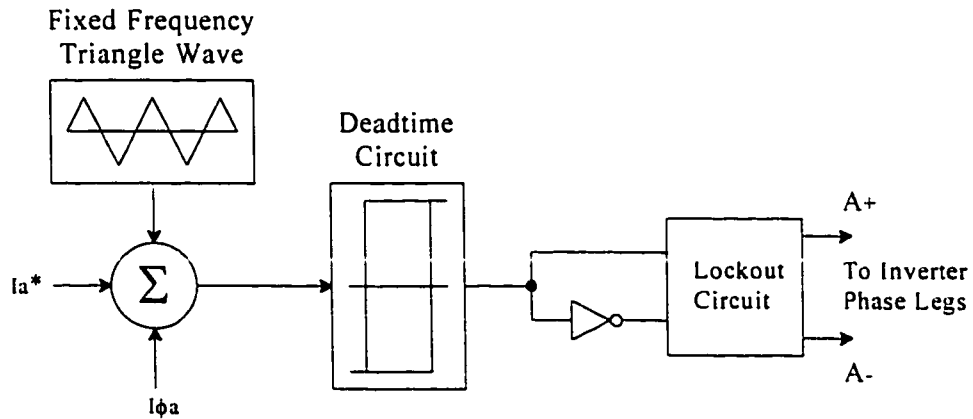 Fixed Frequency
Triangle Wave
Deadtime
Circuit
Ia*
Σ
Iϕa
Lockout
Circuit
A+
To Inverter
Phase Legs
A-